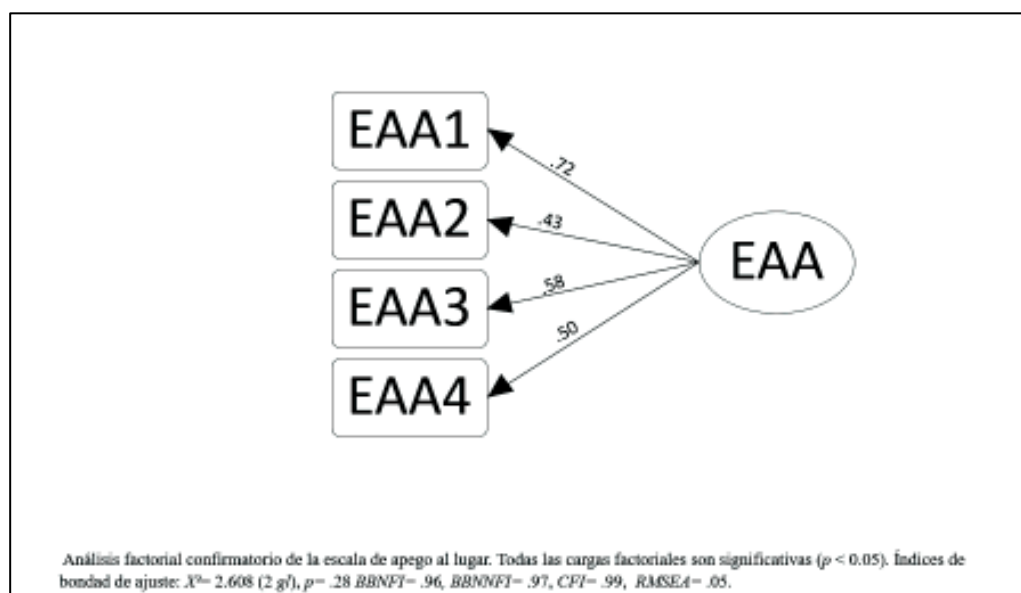 EAA1
.72
EAA2
.43
EAA
EAA3
.58
.50
EAA4
Análisis factorial confirmatorio de la escala de apego al lugar. Todas las cargas factoriales son significativas (p < 0.05). Índices de
bondad de ajuste: X²= 2.608 (2 gl), p= .28 BBNFI= .96, BBNNFI= .97, CFI= .99, RMSEA= .05.